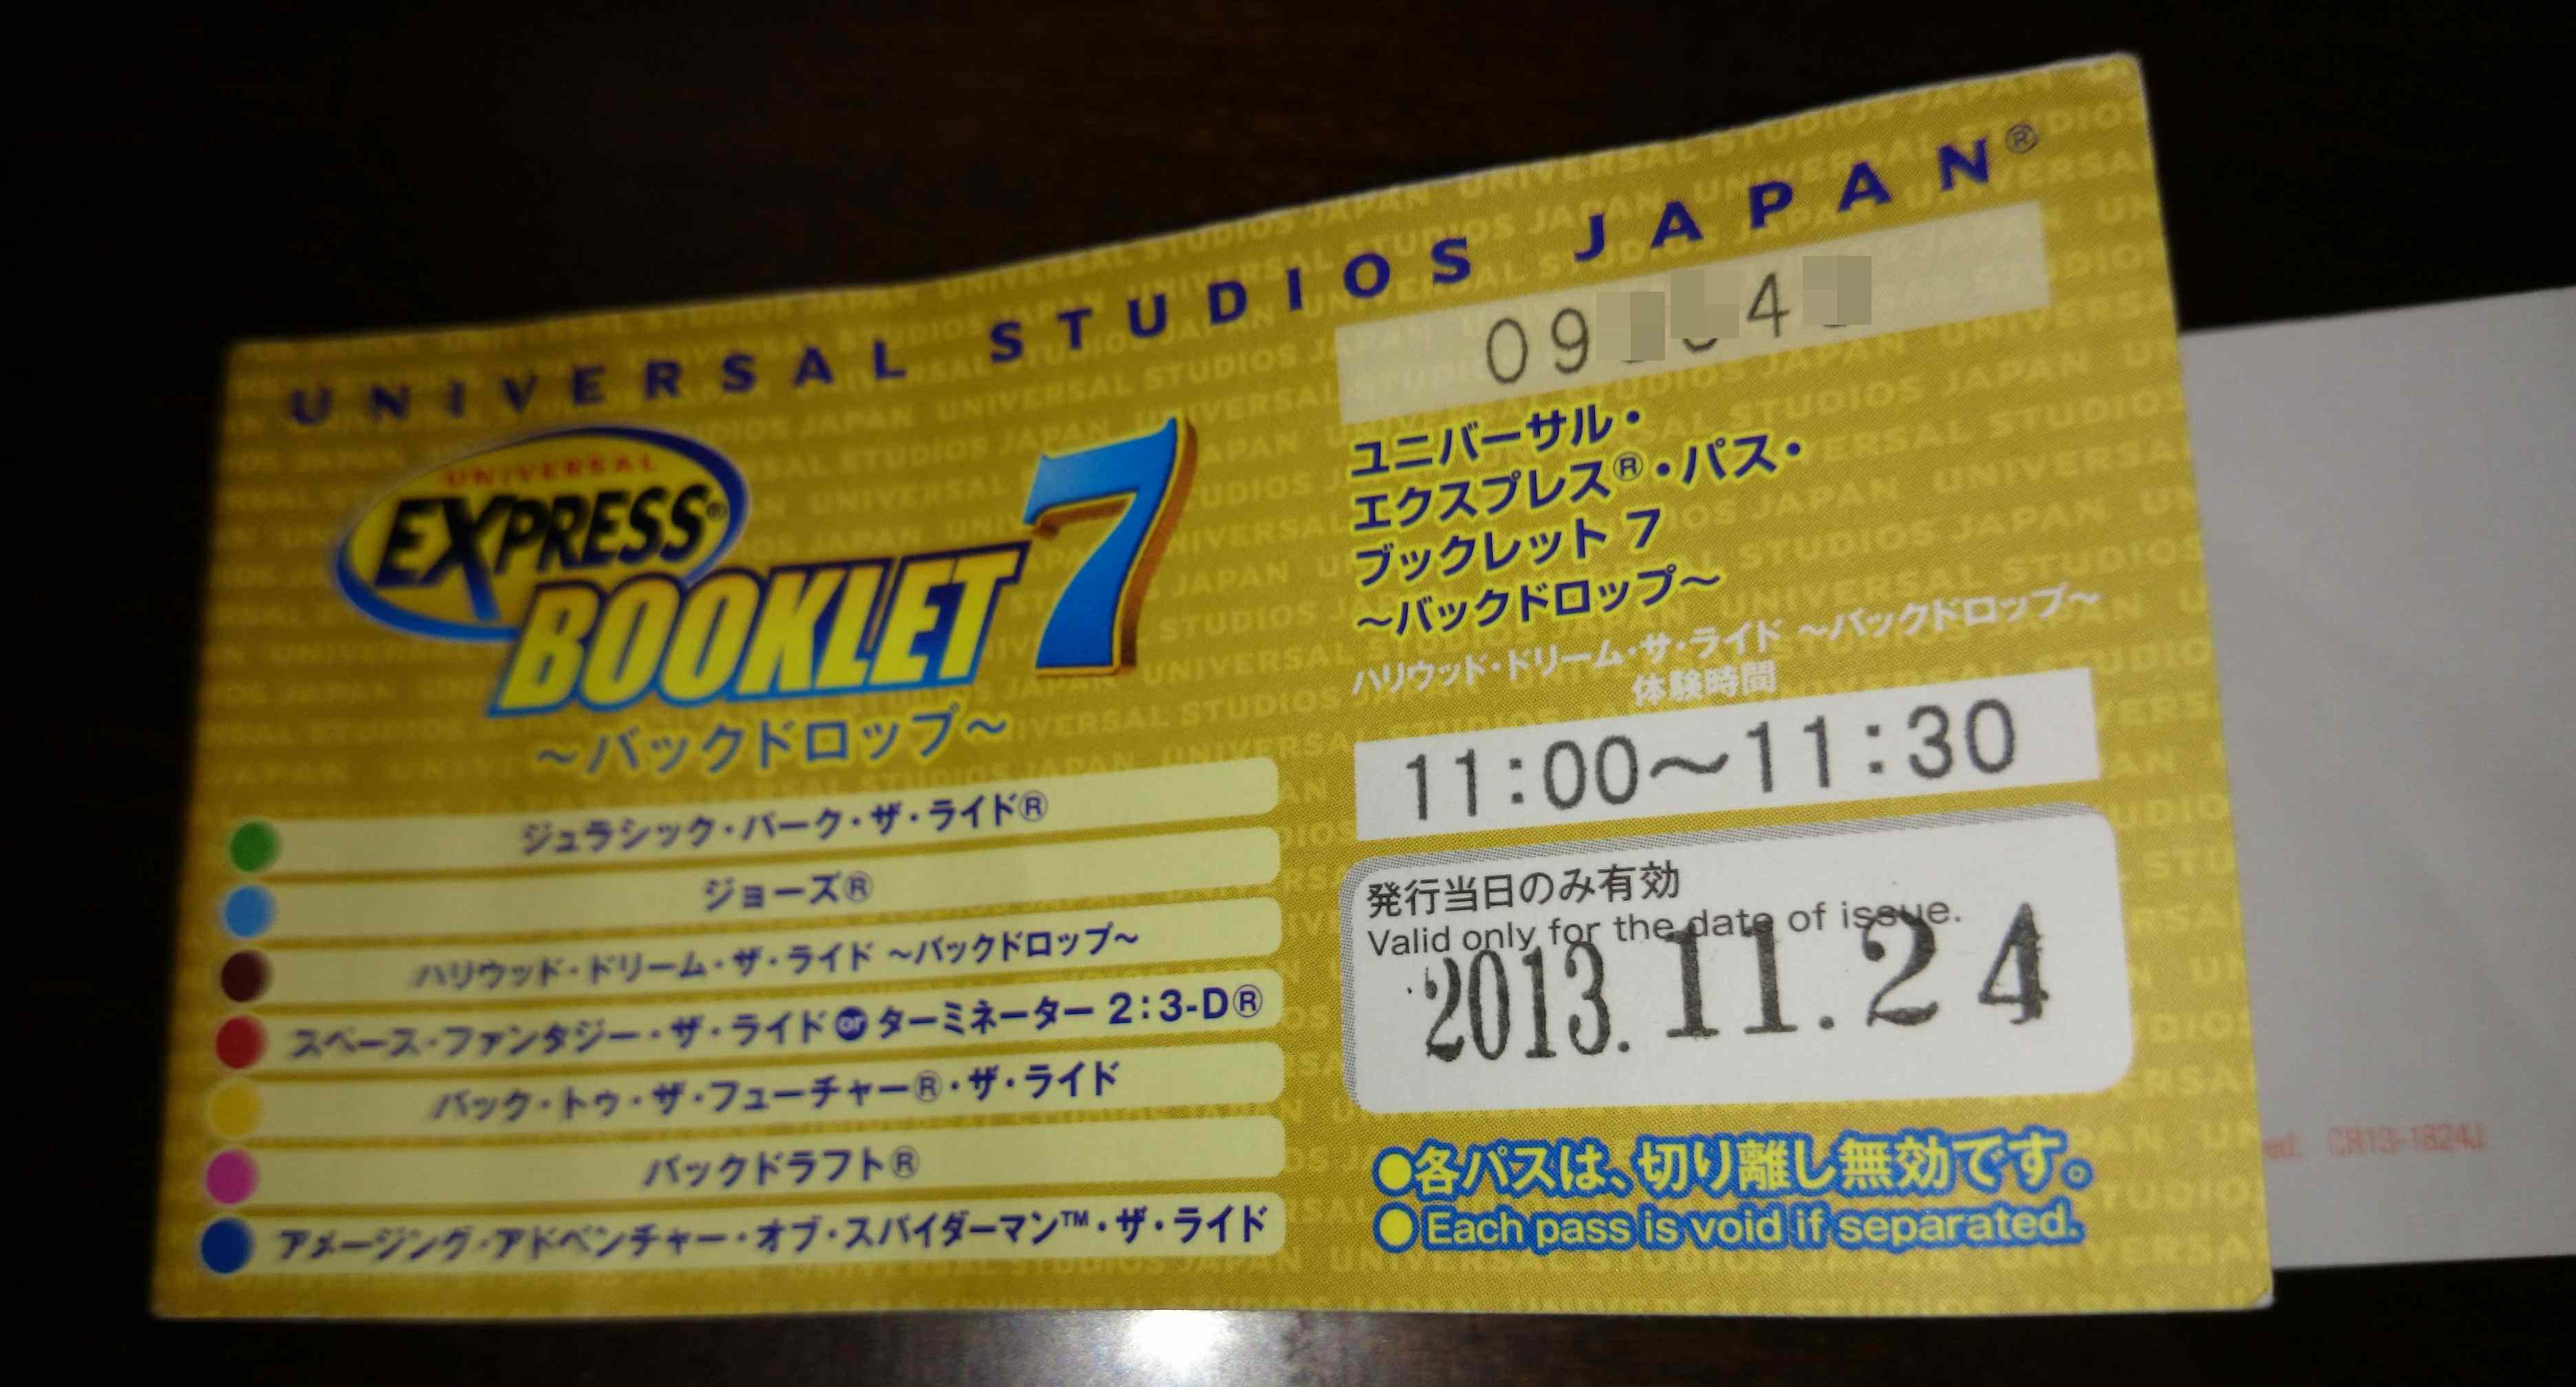 UNIVERSAL STUDIOS JAPAN®
UNIVERSAL
EXPRESS®
BOOKLET 7
~バックドロップ~
ジュラシック・パーク・ザ・ライド®
ジョーズ®
ハリウッド・ドリーム・ザ・ライド ~バックドロップ~
スペース・ファンタジー・ザ・ライド or ターミネーター 2:3-D®
バック・トゥ・ザ・フューチャー®・ザ・ライド
バックドラフト®
アメージング・アドベンチャー・オブ・スパイダーマン™・ザ・ライド
09 4
ユニバーサル・
エクスプレス®・パス・
ブックレット 7
~バックドロップ~
ハリウッド・ドリーム・ザ・ライド ~バックドロップ~
体験時間
11:00~11:30
発行当日のみ有効
Valid only for the date of issue.
2013.11.24
●各パスは、切り離し無効です。
●Each pass is void if separated.
CR13-1824J